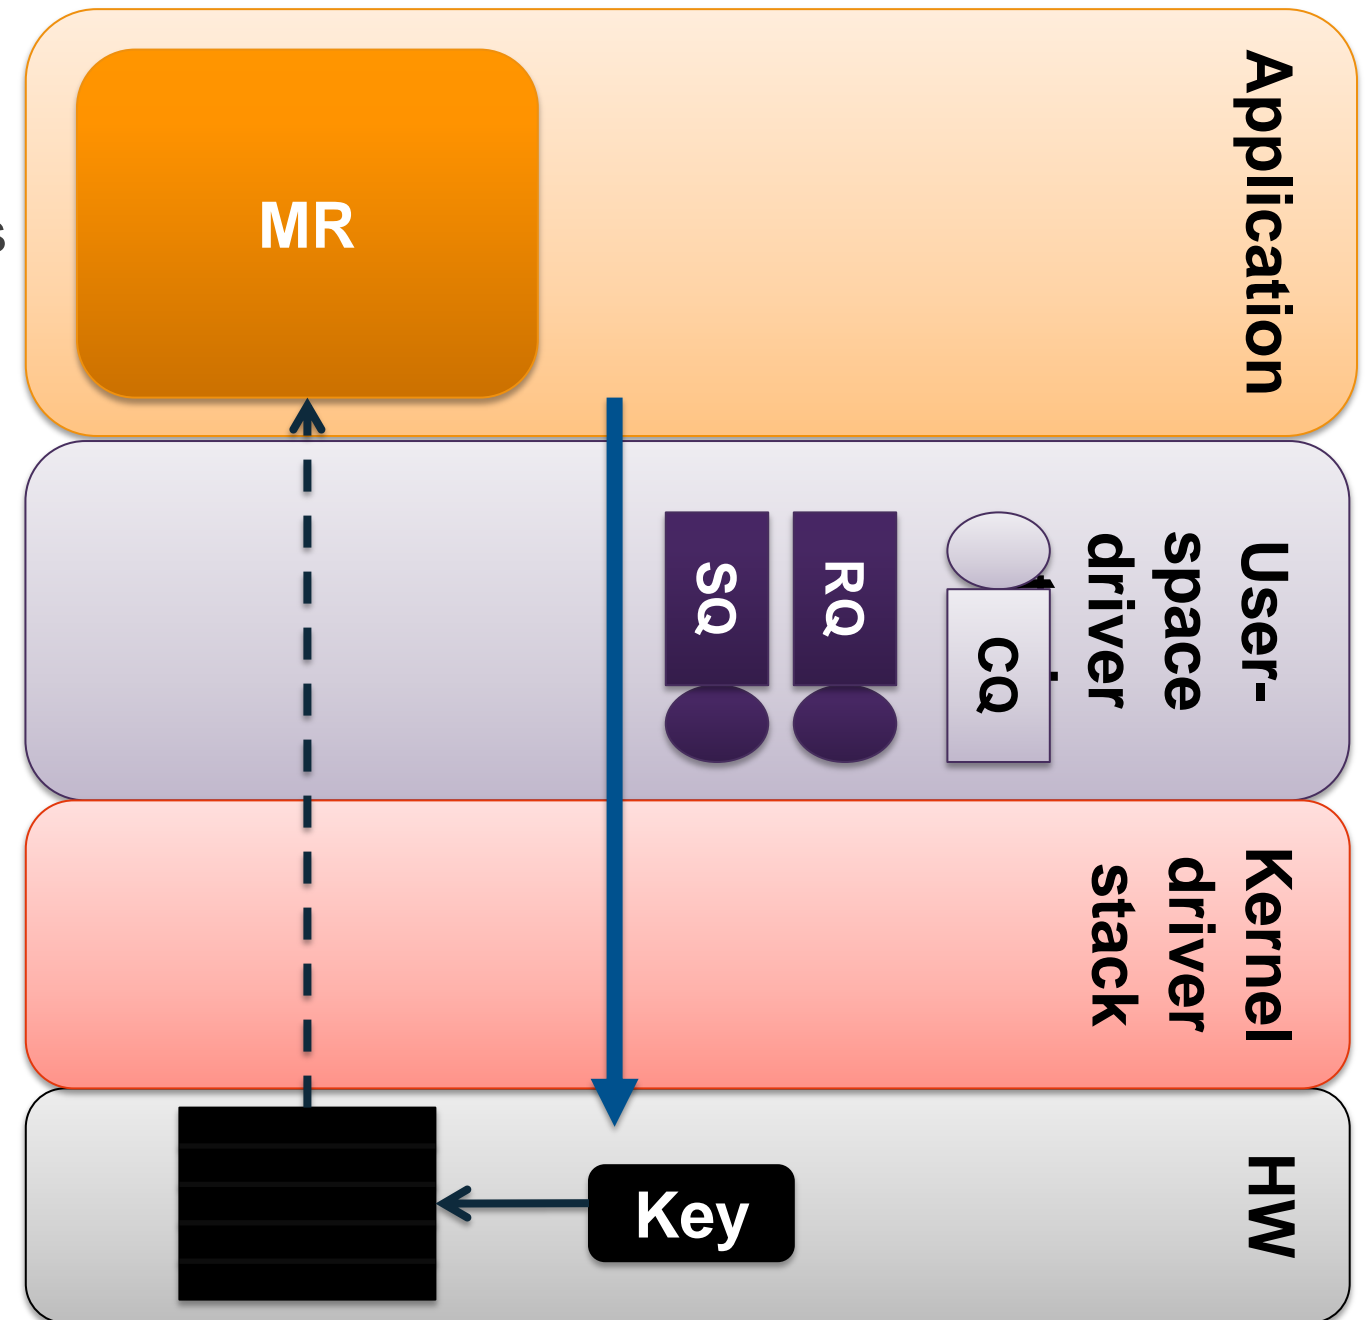 Application
MR
s
User-
space
driver
SQ
RQ
CQ
Kernel
driver
stack
HW
Key